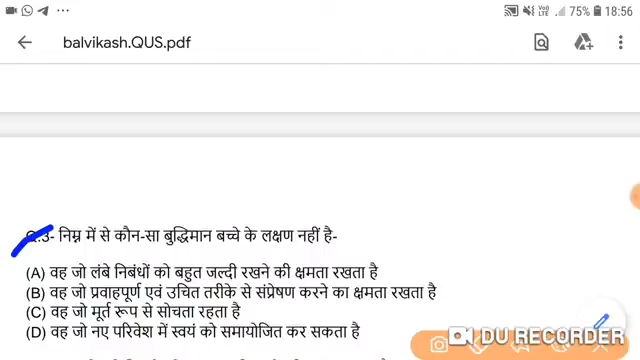 75% 18:56
balvikash.QUS.pdf
Q.3- निम्न में से कौन-सा बुद्धिमान बच्चे के लक्षण नहीं है-
(A) वह जो लंबे निबंधों को बहुत जल्दी रखने की क्षमता रखता है
(B) वह जो प्रवाहपूर्ण एवं उचित तरीके से संप्रेषण करने का क्षमता रखता है
(C) वह जो मूर्त रूप से सोचता रहता है
(D) वह जो नए परिवेश में स्वयं को समायोजित कर सकता है
DU RECORDER